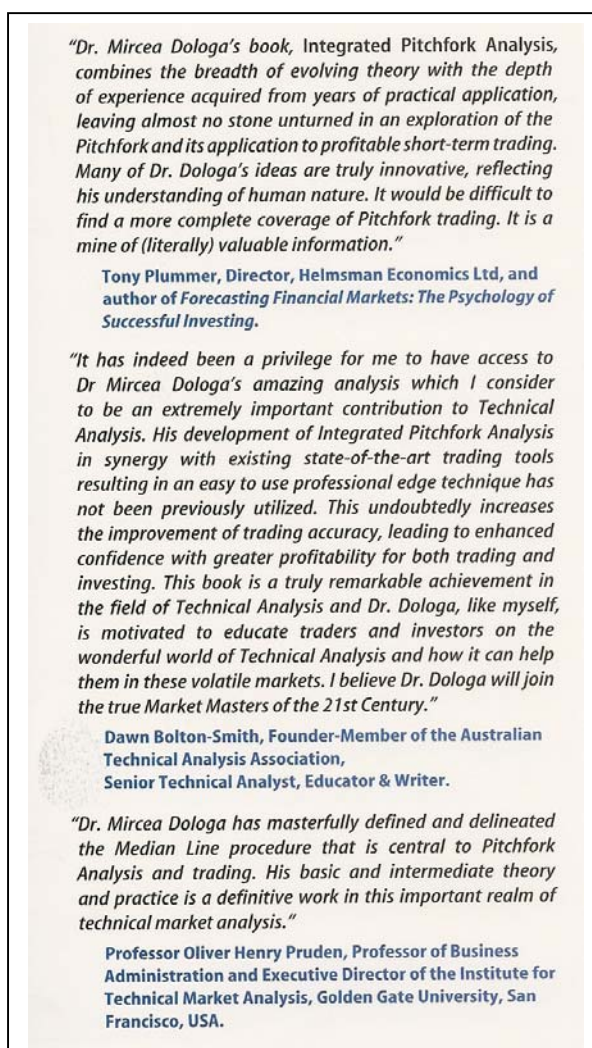 “Dr. Mircea Dologa's book, Integrated Pitchfork Analysis,
combines the breadth of evolving theory with the depth
of experience acquired from years of practical application,
leaving almost no stone unturned in an exploration of the
Pitchfork and its application to profitable short-term trading.
Many of Dr. Dologa's ideas are truly innovative, reflecting
his understanding of human nature. It would be difficult to
find a more complete coverage of Pitchfork trading. It is a
mine of (literally) valuable information.”
Tony Plummer, Director, Helmsman Economics Ltd, and
author of Forecasting Financial Markets: The Psychology of
Successful Investing.
“It has indeed been a privilege for me to have access to
Dr Mircea Dologa's amazing analysis which I consider
to be an extremely important contribution to Technical
Analysis. His development of Integrated Pitchfork Analysis
in synergy with existing state-of-the-art trading tools
resulting in an easy to use professional edge technique has
not been previously utilized. This undoubtedly increases
the improvement of trading accuracy, leading to enhanced
confidence with greater profitability for both trading and
investing. This book is a truly remarkable achievement in
the field of Technical Analysis and Dr. Dologa, like myself,
is motivated to educate traders and investors on the
wonderful world of Technical Analysis and how it can help
them in these volatile markets. I believe Dr. Dologa will join
the true Market Masters of the 21st Century.”
Dawn Bolton-Smith, Founder-Member of the Australian
Technical Analysis Association,
Senior Technical Analyst, Educator & Writer.
“Dr. Mircea Dologa has masterfully defined and delineated
the Median Line procedure that is central to Pitchfork
Analysis and trading. His basic and intermediate theory
and practice is a definitive work in this important realm of
technical market analysis.”
Professor Oliver Henry Pruden, Professor of Business
Administration and Executive Director of the Institute for
Technical Market Analysis, Golden Gate University, San
Francisco, USA.